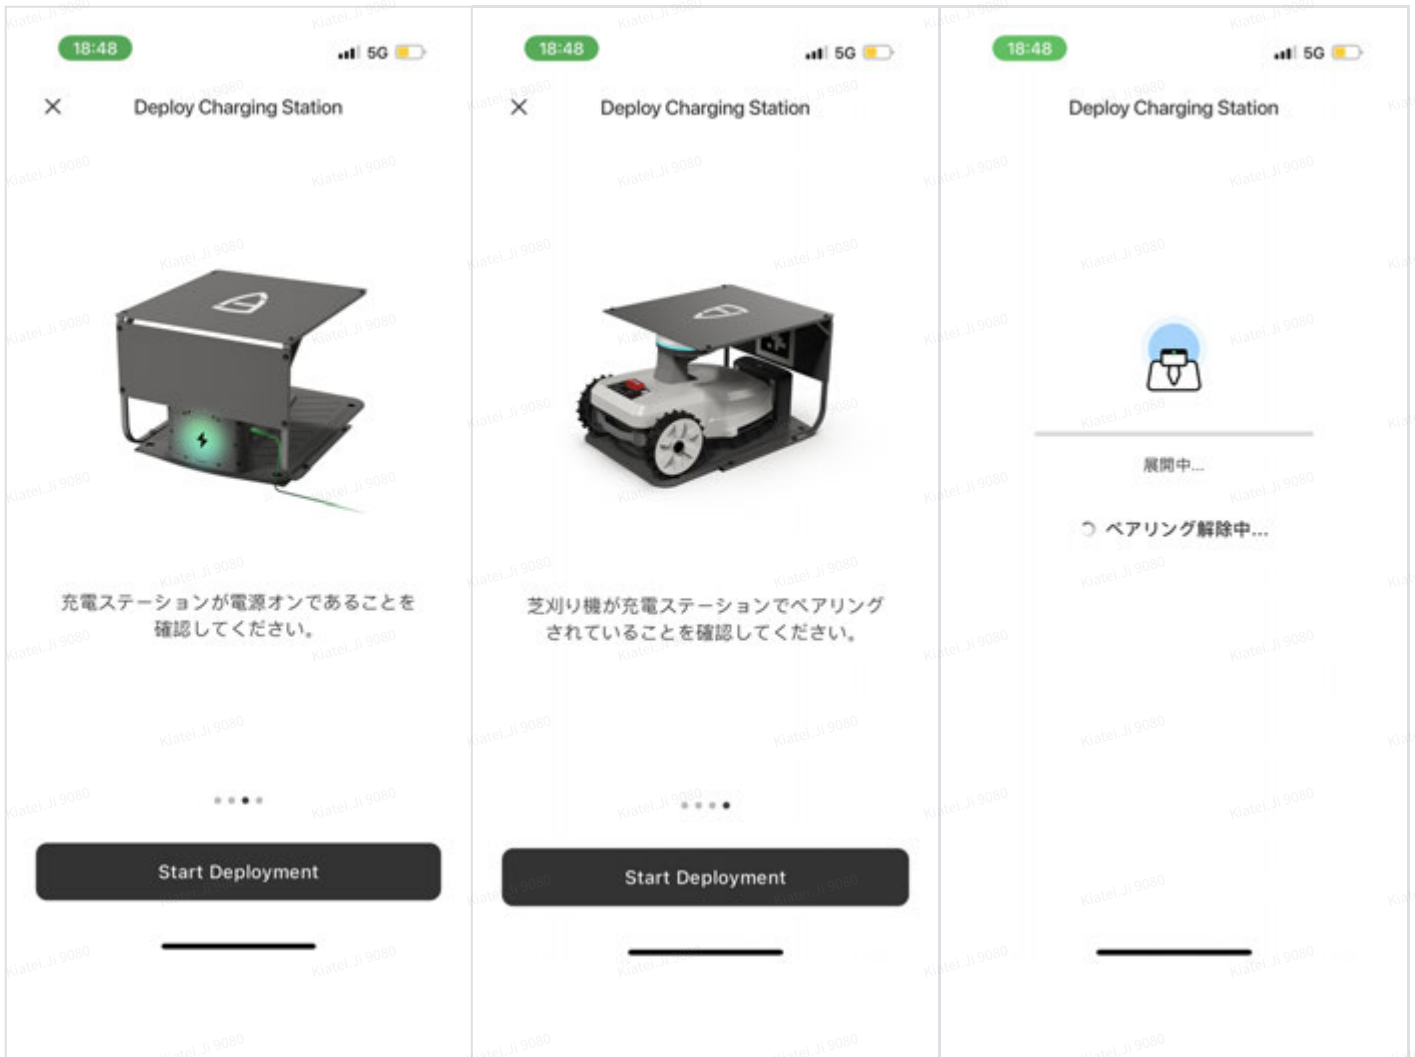 18:48
5G
Deploy Charging Station
充電ステーションが電源オンであることを
確認してください。
Start Deployment
18:48
5G
Deploy Charging Station
芝刈り機が充電ステーションでペアリング
されていることを確認してください。
Start Deployment
18:48
5G
Deploy Charging Station
展開中...
ペアリング解除中...
Kiatei_Ji 9080